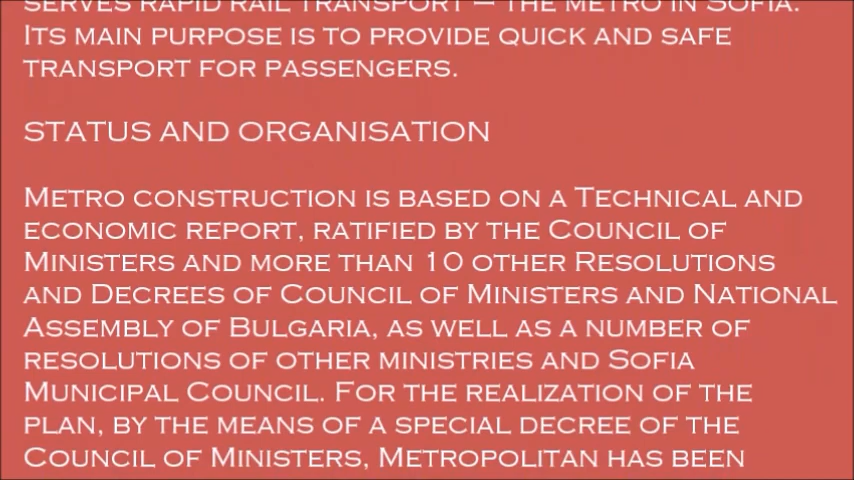 SERVES RAPID RAIL TRANSPORT – THE METRO IN SOFIA.
ITS MAIN PURPOSE IS TO PROVIDE QUICK AND SAFE
TRANSPORT FOR PASSENGERS.
STATUS AND ORGANISATION
METRO CONSTRUCTION IS BASED ON A TECHNICAL AND
ECONOMIC REPORT, RATIFIED BY THE COUNCIL OF
MINISTERS AND MORE THAN 10 OTHER RESOLUTIONS
AND DECREES OF COUNCIL OF MINISTERS AND NATIONAL
ASSEMBLY OF BULGARIA, AS WELL AS A NUMBER OF
RESOLUTIONS OF OTHER MINISTRIES AND SOFIA
MUNICIPAL COUNCIL. FOR THE REALIZATION OF THE
PLAN, BY THE MEANS OF A SPECIAL DECREE OF THE
COUNCIL OF MINISTERS, METROPOLITAN HAS BEEN